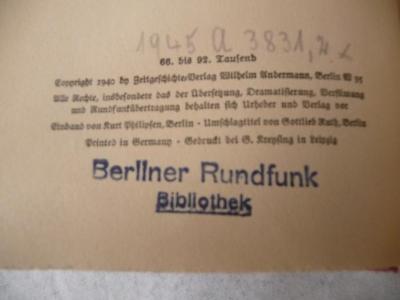 1945 A 3831, 4. x
66. bis 92. Tausend
Copyright 1940 by Zeitgeschichte-Verlag Wilhelm Andermann, Berlin W 35
Alle Rechte, insbesondere das der Übersetzung, Dramatisierung, Verfilmung
und Rundfunkübertragung behalten sich Urheber und Verlag vor
Einband von Kurt Philipsen, Berlin - Umschlagtitel von Gottlieb Ruth, Berlin
Printed in Germany - Gedruckt bei G. Kreysing in Leipzig
Berliner Rundfunk
Bibliothek